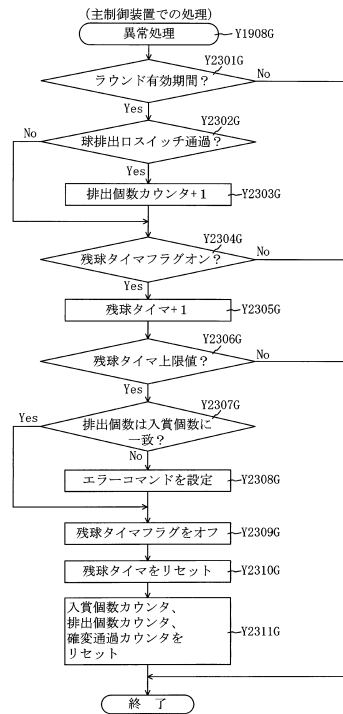 (主制御装置での処理)
異常処理
Y1908G
Y2301G
ラウンド有効期間?
No
Yes
Y2302G
No
球排出口スイッチ通過?
Yes
排出個数カウンタ+1
Y2303G
Y2304G
残球タイマフラグオン?
No
Yes
残球タイマ+1
Y2305G
Y2306G
残球タイマ上限値?
No
Yes
Y2307G
Yes
排出個数は入賞個数に
一致?
No
エラーコマンドを設定
Y2308G
残球タイマフラグをオフ
Y2309G
残球タイマをリセット
Y2310G
入賞個数カウンタ、
排出個数カウンタ、
確変通過カウンタを
リセット
Y2311G
終 了